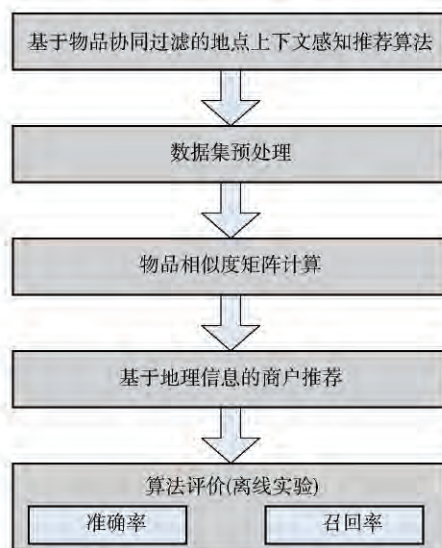 基于物品协同过滤的地点上下文感知推荐算法
数据集预处理
物品相似度矩阵计算
基于地理信息的商户推荐
算法评价(离线实验)
准确率
召回率